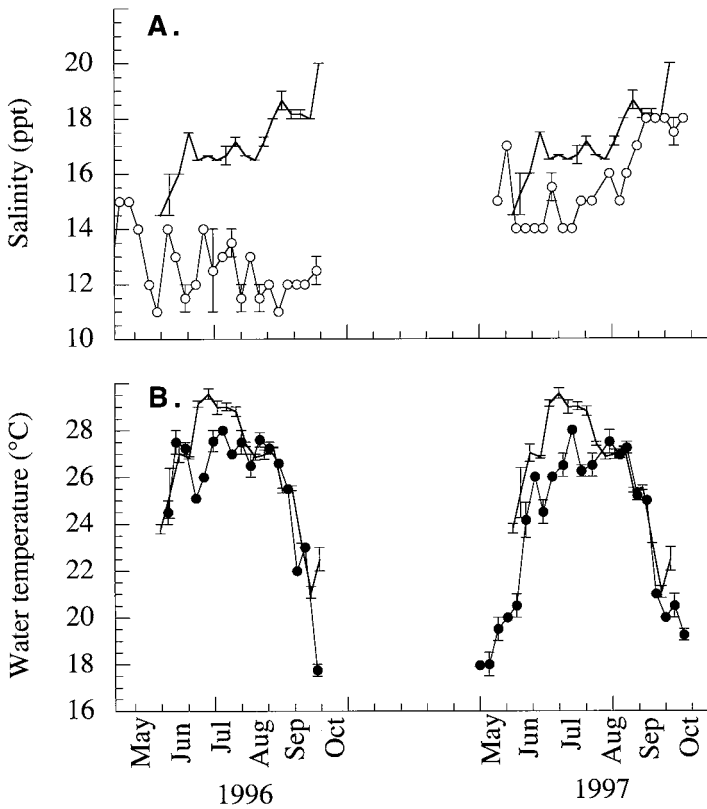 A.
Salinity (ppt)
20
18
16
14
12
10
B.
Water temperature (°C)
28
26
24
22
20
18
16
May
Jun
Jul
Aug
Sep
Oct
May
Jun
Jul
Aug
Sep
Oct
1996
1997